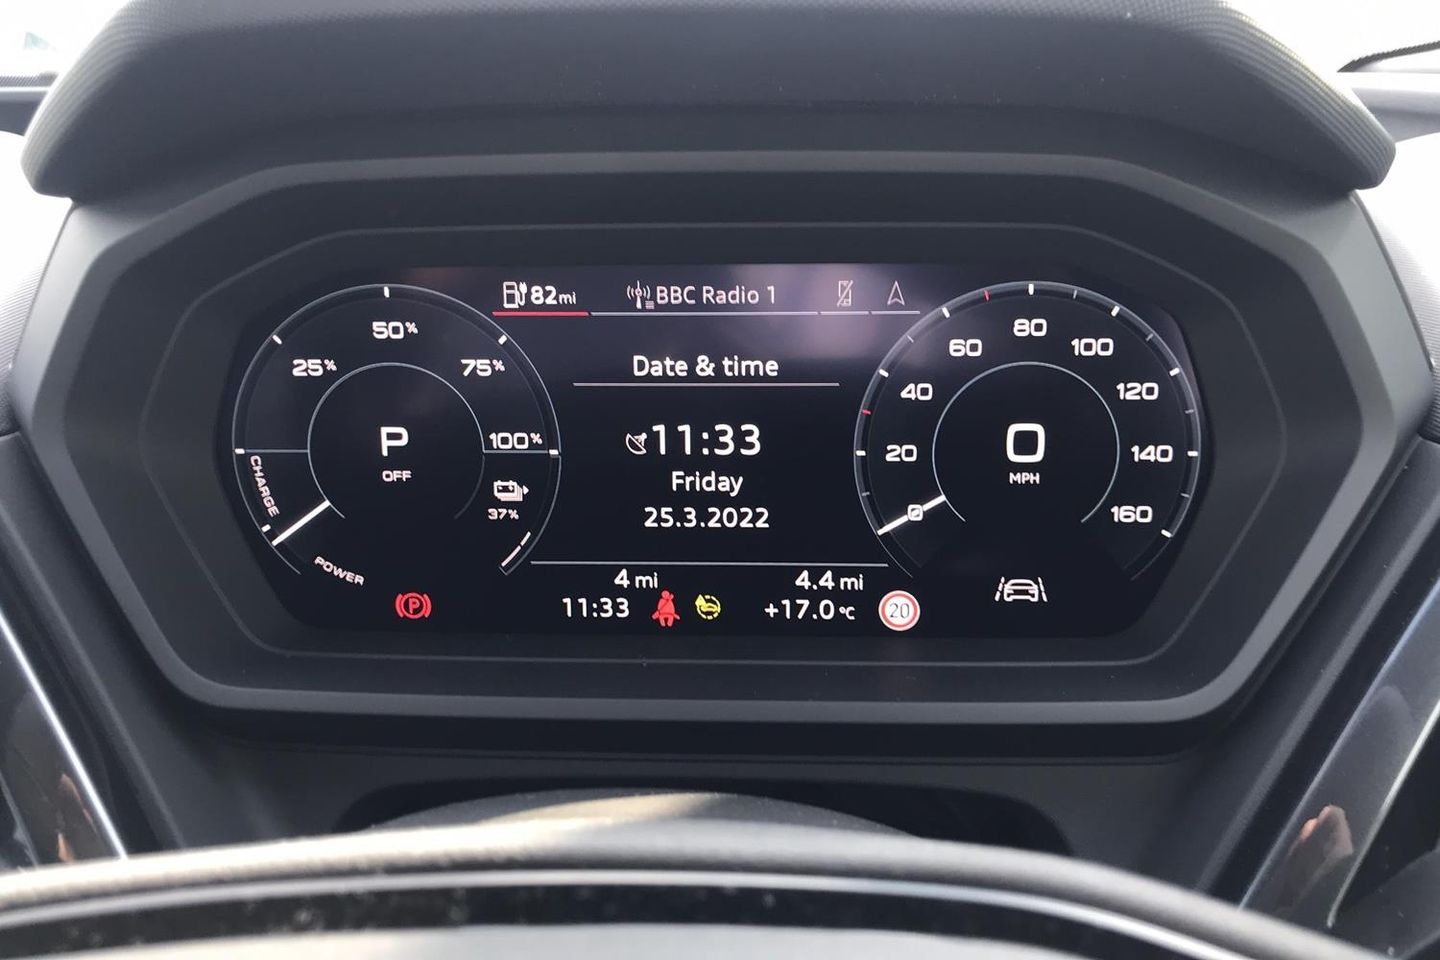 82mi
BBC Radio 1
Date & time
11:33
Friday
25.3.2022
25%
50%
75%
100%
CHARGE
POWER
P
OFF
37%
0
20
40
60
80
100
120
140
160
0
MPH
4 mi
4.4 mi
11:33
+17.0 °C
P
20